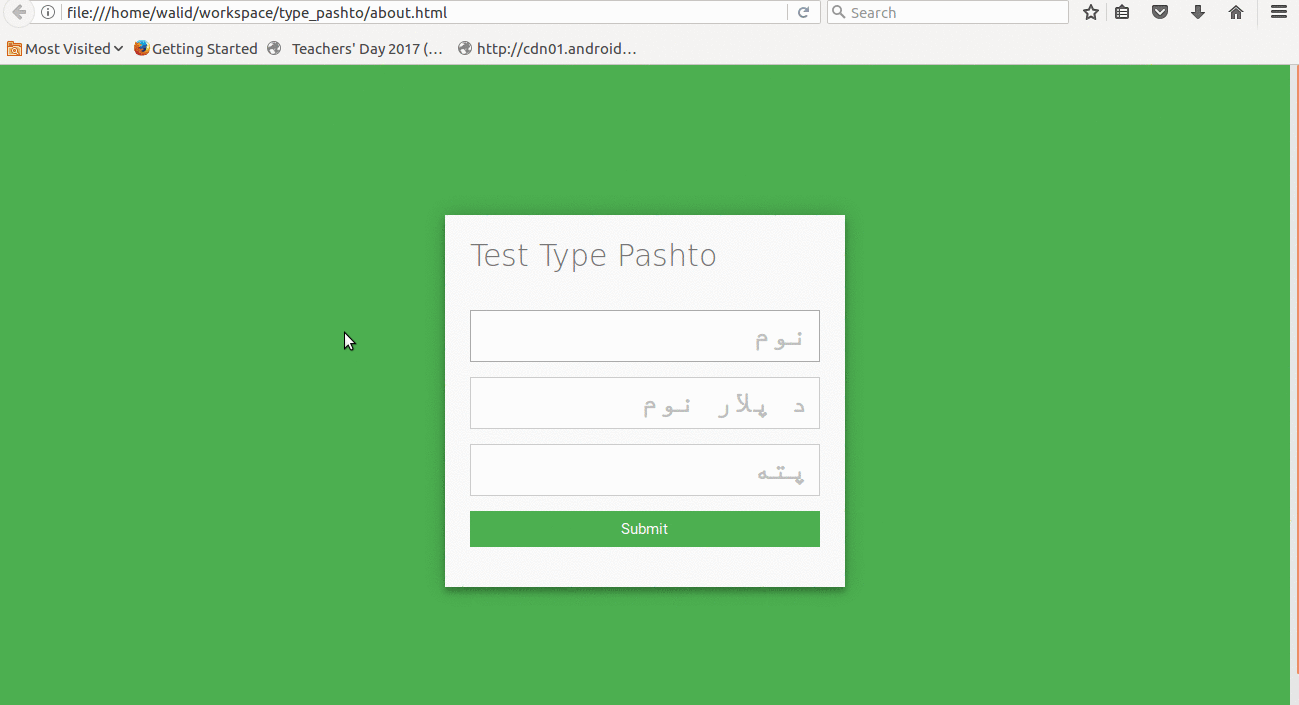 file:///home/walid/workspace/type_pashto/about.html
Search
Most Visited
Getting Started
Teachers' Day 2017 (...
http://cdn01.android...
Test Type Pashto
نوم
د پلار نوم
پته
Submit